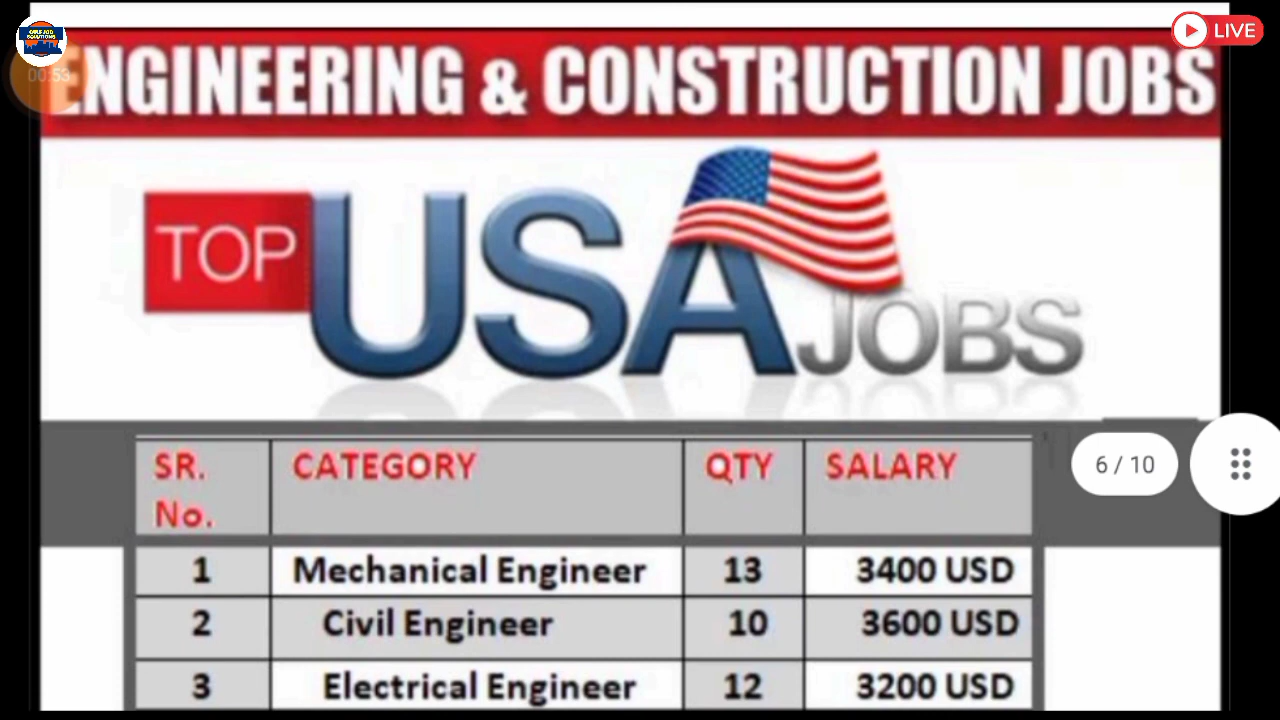 LIVE
00:53
ENGINEERING & CONSTRUCTION JOBS
TOP USA JOBS
SR. No. CATEGORY QTY SALARY
1 Mechanical Engineer 13 3400 USD
2 Civil Engineer 10 3600 USD
3 Electrical Engineer 12 3200 USD
6 / 10